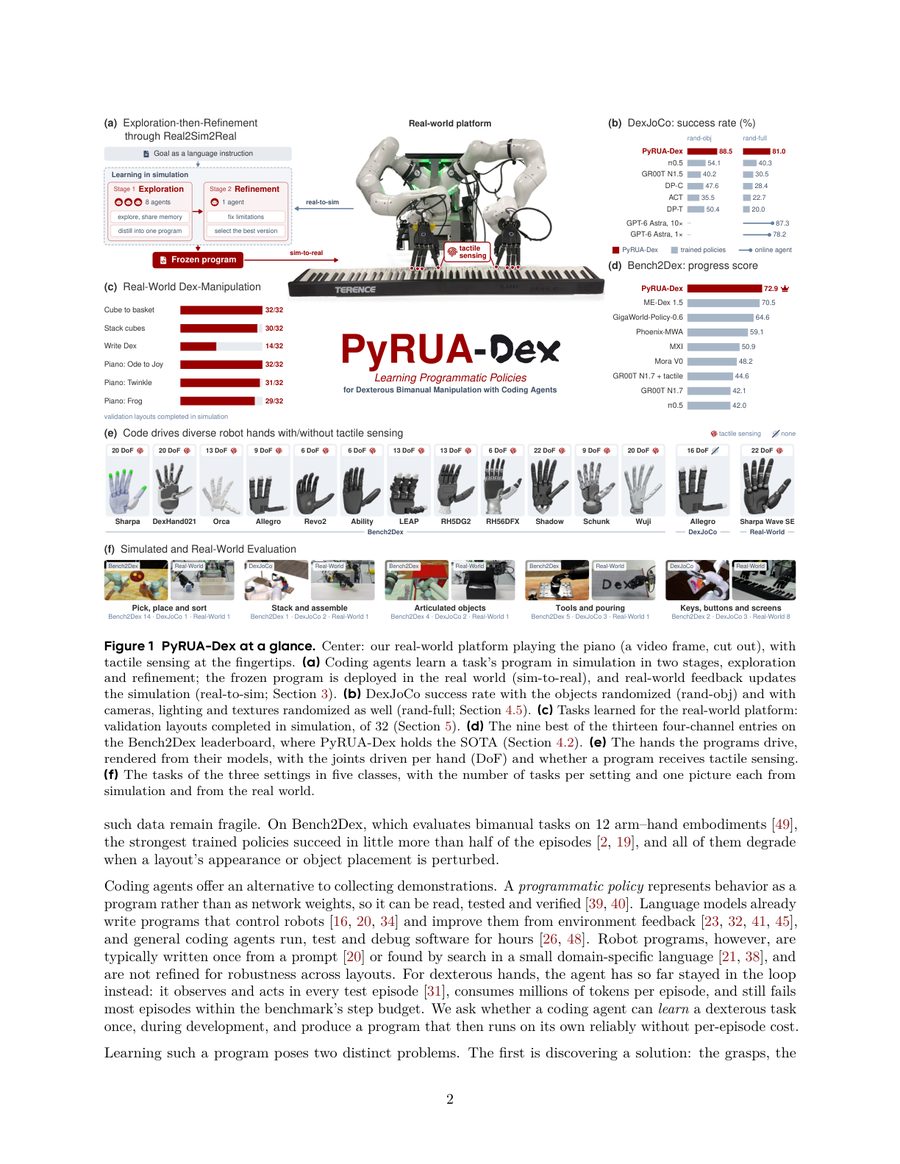 (a) Exploration-then-Refinement
through Real2Sim2Real
Goal as a language instruction
Learning in simulation
Stage 1 Exploration
8 agents
explore, share memory
distill into one program
Stage 2 Refinement
1 agent
fix limitations
select the best version
Frozen program
real-to-sim
sim-to-real
Real-world platform
tactile
sensing
TERENCE
(b) DexJoCo: success rate (%)
rand-obj rand-full
PyRUA-Dex 88.5 81.0
π0.5 54.1 40.3
GR00T N1.5 40.2 30.5
DP-C 47.6 28.4
ACT 35.5 22.7
DP-T 50.4 20.0
GPT-6 Astra, 10× – 87.3
GPT-6 Astra, 1× – 78.2
PyRUA-Dex trained policies online agent
(c) Real-World Dex-Manipulation
Cube to basket 32/32
Stack cubes 30/32
Write Dex 14/32
Piano: Ode to Joy 32/32
Piano: Twinkle 31/32
Piano: Frog 29/32
validation layouts completed in simulation
PyRUA-Dex
Learning Programmatic Policies
for Dexterous Bimanual Manipulation with Coding Agents
(d) Bench2Dex: progress score
PyRUA-Dex 72.9
ME-Dex 1.5 70.5
GigaWorld-Policy-0.6 64.6
Phoenix-MWA 59.1
MXI 50.9
Mora V0 48.2
GR00T N1.7 + tactile 44.6
GR00T N1.7 42.1
π0.5 42.0
(e) Code drives diverse robot hands with/without tactile sensing
tactile sensing none
20 DoF 20 DoF 13 DoF 9 DoF 6 DoF 6 DoF 13 DoF 13 DoF 6 DoF 22 DoF 9 DoF 20 DoF 16 DoF 22 DoF
Sharpa DexHand021 Orca Allegro Revo2 Ability LEAP RH5DG2 RH56DFX Shadow Schunk Wuji Allegro Sharpa Wave SE
Bench2Dex DexJoCo Real-World
(f) Simulated and Real-World Evaluation
Bench2Dex Real-World DexJoCo Real-World Bench2Dex Real-World Bench2Dex Real-World DexJoCo Real-World
Dex
Pick, place and sort Stack and assemble Articulated objects Tools and pouring Keys, buttons and screens
Bench2Dex 14 · DexJoCo 1 · Real-World 1 Bench2Dex 1 · DexJoCo 2 · Real-World 1 Bench2Dex 4 · DexJoCo 2 · Real-World 1 Bench2Dex 5 · DexJoCo 3 · Real-World 1 Bench2Dex 2 · DexJoCo 3 · Real-World 8
Figure 1 PyRUA-Dex at a glance. Center: our real-world platform playing the piano (a video frame, cut out), with
tactile sensing at the fingertips. (a) Coding agents learn a task's program in simulation in two stages, exploration
and refinement; the frozen program is deployed in the real world (sim-to-real), and real-world feedback updates
the simulation (real-to-sim; Section 3). (b) DexJoCo success rate with the objects randomized (rand-obj) and with
cameras, lighting and textures randomized as well (rand-full; Section 4.5). (c) Tasks learned for the real-world platform:
validation layouts completed in simulation, of 32 (Section 5). (d) The nine best of the thirteen four-channel entries on
the Bench2Dex leaderboard, where PyRUA-Dex holds the SOTA (Section 4.2). (e) The hands the programs drive,
rendered from their models, with the joints driven per hand (DoF) and whether a program receives tactile sensing.
(f) The tasks of the three settings in five classes, with the number of tasks per setting and one picture each from
simulation and from the real world.
such data remain fragile. On Bench2Dex, which evaluates bimanual tasks on 12 arm–hand embodiments [49],
the strongest trained policies succeed in little more than half of the episodes [2, 19], and all of them degrade
when a layout's appearance or object placement is perturbed.
Coding agents offer an alternative to collecting demonstrations. A programmatic policy represents behavior as a
program rather than as network weights, so it can be read, tested and verified [39, 40]. Language models already
write programs that control robots [16, 20, 34] and improve them from environment feedback [23, 32, 41, 45],
and general coding agents run, test and debug software for hours [26, 48]. Robot programs, however, are
typically written once from a prompt [20] or found by search in a small domain-specific language [21, 38], and
are not refined for robustness across layouts. For dexterous hands, the agent has so far stayed in the loop
instead: it observes and acts in every test episode [31], consumes millions of tokens per episode, and still fails
most episodes within the benchmark's step budget. We ask whether a coding agent can learn a dexterous task
once, during development, and produce a program that then runs on its own reliably without per-episode cost.
Learning such a program poses two distinct problems. The first is discovering a solution: the grasps, the
2